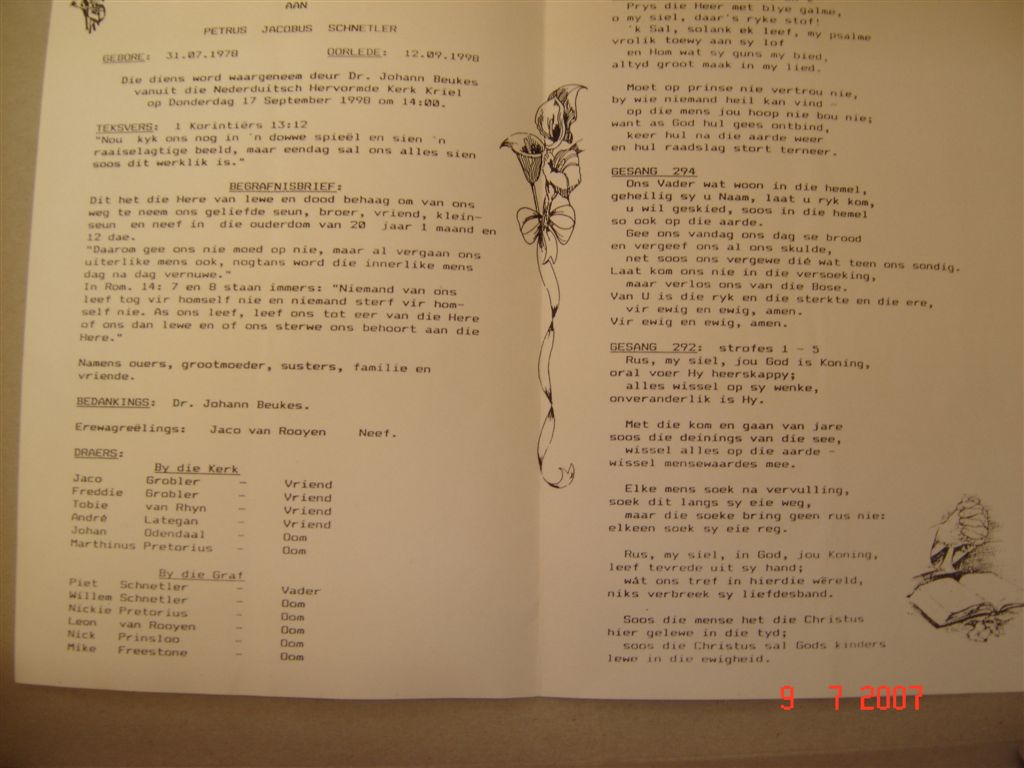 AAN
PETRUS JACOBUS SCHNETLER
GEBORE: 31.07.1978 OORLEDE: 12.09.1998
Die diens word waargeneem deur Dr. Johann Beukes
vanuit die Nederduitsch Hervormde Kerk Kriel
op Donderdag 17 September 1998 om 14:00.
TEKSVERS: 1 Korintiërs 13:12
"Nou kyk ons nog in 'n dowwe spieël en sien 'n
raaiselagtige beeld, maar eendag sal ons alles sien
soos dit werklik is."
BEGRAFNISBRIEF:
Dit het die Here van lewe en dood behaag om van ons
weg te neem ons geliefde seun, broer, vriend, klein-
seun en neef in die ouderdom van 20 jaar 1 maand en
12 dae.
"Daarom gee ons nie moed op nie, maar al vergaan ons
uiterlike mens ook, nogtans word die innerlike mens
dag na dag vernuwe."
In Rom. 14: 7 en 8 staan immers: "Niemand van ons
leef tog vir homself nie en niemand sterf vir hom-
self nie. As ons leef, leef ons tot eer van die Here
of ons dan lewe en of ons sterwe ons behoort aan die
Here."
Namens ouers, grootmoeder, susters, familie en
vriende.
BEDANKINGS: Dr. Johann Beukes.
Erewagreëlings: Jaco van Rooyen Neef.
DRAERS:
By die Kerk
Jaco Grobler - Vriend
Freddie Grobler - Vriend
Tobie van Rhyn - Vriend
André Lategan - Vriend
Johan Odendaal - Oom
Marthinus Pretorius - Oom
By die Graf
Piet Schnetler - Vader
Willem Schnetler - Oom
Nickie Pretorius - Oom
Leon van Rooyen - Oom
Nick Prinsloo - Oom
Mike Freestone - Oom
Prys die Heer met blye galme,
o my siel, daar's ryke stof!
'k Sal, solank ek leef, my psalme
vrolik toewy aan sy lof
en Hom wat sy guns my bied,
altyd groot maak in my lied.
Moet op prinse nie vertrou nie,
by wie niemand heil kan vind -
op die mens jou hoop nie bou nie;
want as God hul gees ontbind,
keer hul na die aarde weer
en hul raadslag stort terneer.
GESANG 294
Ons Vader wat woon in die hemel,
geheilig sy u Naam, laat u ryk kom,
u wil geskied, soos in die hemel
so ook op die aarde.
Gee ons vandag ons dag se brood
en vergeef ons al ons skulde,
net soos ons vergewe dié wat teen ons sondig.
Laat kom ons nie in die versoeking,
maar verlos ons van die Bose.
Van U is die ryk en die sterkte en die ere,
vir ewig en ewig, amen.
Vir ewig en ewig, amen.
GESANG 292: strofes 1 - 5
Rus, my siel, jou God is Koning,
oral voer Hy heerskappy;
alles wissel op sy wenke,
onveranderlik is Hy.
Met die kom en gaan van jare
soos die deinings van die see,
wissel alles op die aarde -
wissel mensewaardes mee.
Elke mens soek na vervulling,
soek dit langs sy eie weg,
maar die soeke bring geen rus nie:
elkeen soek sy eie reg.
Rus, my siel, in God, jou Koning,
leef tevrede uit sy hand;
wát ons tref in hierdie wêreld,
niks verbreek sy liefdesband.
Soos die mense het die Christus
hier gelewe in die tyd;
soos die Christus sal Gods kinders
lewe in die ewigheid.
9 7 2007